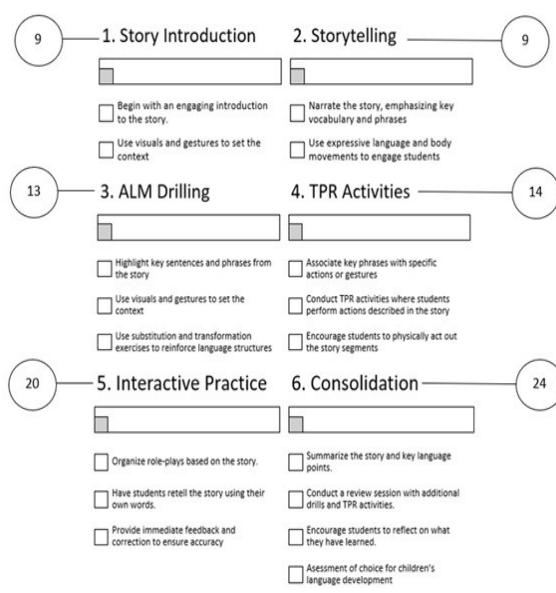 9
1. Story Introduction
2. Storytelling
9
Begin with an engaging introduction
to the story.
Use visuals and gestures to set the
context
Narrate the story, emphasizing key
vocabulary and phrases
Use expressive language and body
movements to engage students
13
3. ALM Drilling
4. TPR Activities
14
Highlight key sentences and phrases from
the story
Use visuals and gestures to set the
context
Use substitution and transformation
exercises to reinforce language structures
Associate key phrases with specific
actions or gestures
Conduct TPR activities where students
perform actions described in the story
Encourage students to physically act out
the story segments
20
5. Interactive Practice
6. Consolidation
24
Organize role-plays based on the story.
Have students retell the story using their
own words.
Provide immediate feedback and
correction to ensure accuracy
Summarize the story and key language
points.
Conduct a review session with additional
drills and TPR activities.
Encourage students to reflect on what
they have learned.
Asessment of choice for children's
language development